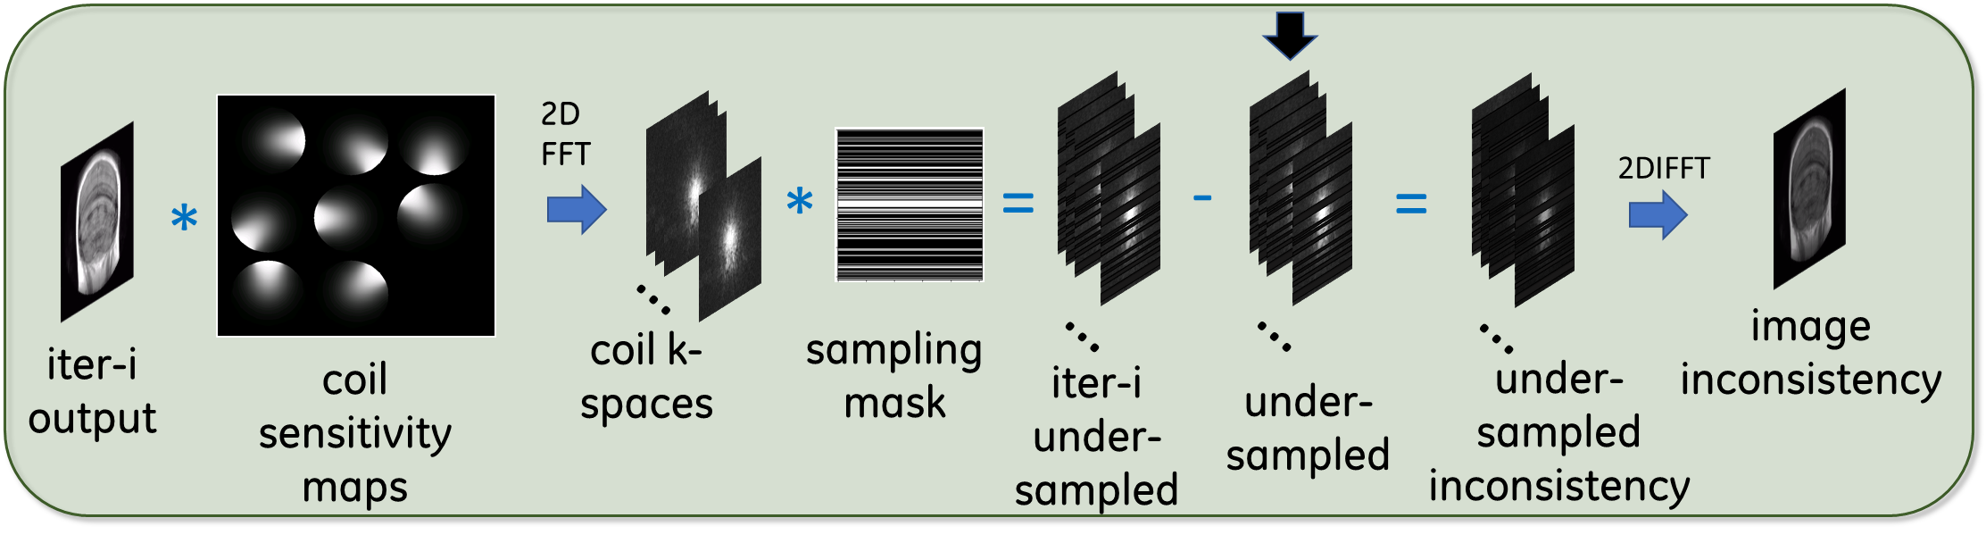 2D
FFT
2DIFFT
iter-i
output
*
coil
sensitivity
maps
coil k-
spaces
*
sampling
mask
=
iter-i
under-
sampled
-
under-
sampled
=
under-
sampled
inconsistency
image
inconsistency